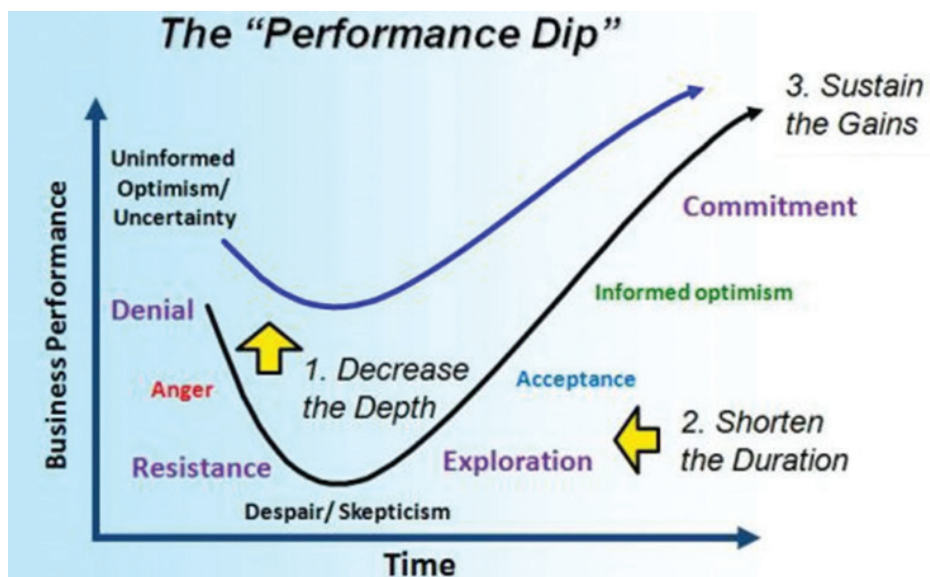 The “Performance Dip”
3. Sustain
the Gains
Uninformed
Optimism/
Uncertainty
Commitment
Informed optimism
Denial
1. Decrease
the Depth
Acceptance
Anger
2. Shorten
the Duration
Resistance
Exploration
Despair/ Skepticism
Business Performance
Time